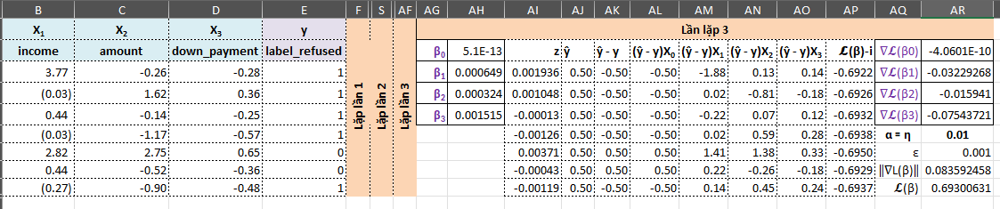 B C D E F S AF AG AH AI AJ AK AL AM AN AO AP AQ AR
X₁ X₂ X₃ y Lặp lần 1 Lặp lần 2 Lặp lần 3 Lần lặp 3
income amount down_payment label_refused β₀ 5.1E-13 z ŷ ŷ - y (ŷ - y)X₀ (ŷ - y)X₁ (ŷ - y)X₂ (ŷ - y)X₃ 𝓛(β)-i ∇𝓛(β0) -4.0601E-10
3.77 -0.26 -0.28 1 β₁ 0.000649 0.001936 0.50 -0.50 -0.50 -1.88 0.13 0.14 -0.6922 ∇𝓛(β1) -0.03229268
(0.03) 1.62 0.36 1 β₂ 0.000324 0.001048 0.50 -0.50 -0.50 0.02 -0.81 -0.18 -0.6926 ∇𝓛(β2) -0.015941
0.44 -0.14 -0.25 1 β₃ 0.001515 -0.00013 0.50 -0.50 -0.50 -0.22 0.07 0.12 -0.6932 ∇𝓛(β3) -0.07543721
(0.03) -1.17 -0.57 1 -0.00126 0.50 -0.50 -0.50 0.02 0.59 0.28 -0.6938 α = η 0.01
2.82 2.75 0.65 0 0.00371 0.50 0.50 0.50 1.41 1.38 0.33 -0.6950 ε 0.001
0.44 -0.52 -0.36 0 -0.00043 0.50 0.50 0.50 0.22 -0.26 -0.18 -0.6929 ‖∇L(β)‖ 0.083592458
(0.27) -0.90 -0.48 1 -0.00119 0.50 -0.50 -0.50 0.14 0.45 0.24 -0.6937 𝓛(β) 0.69300631